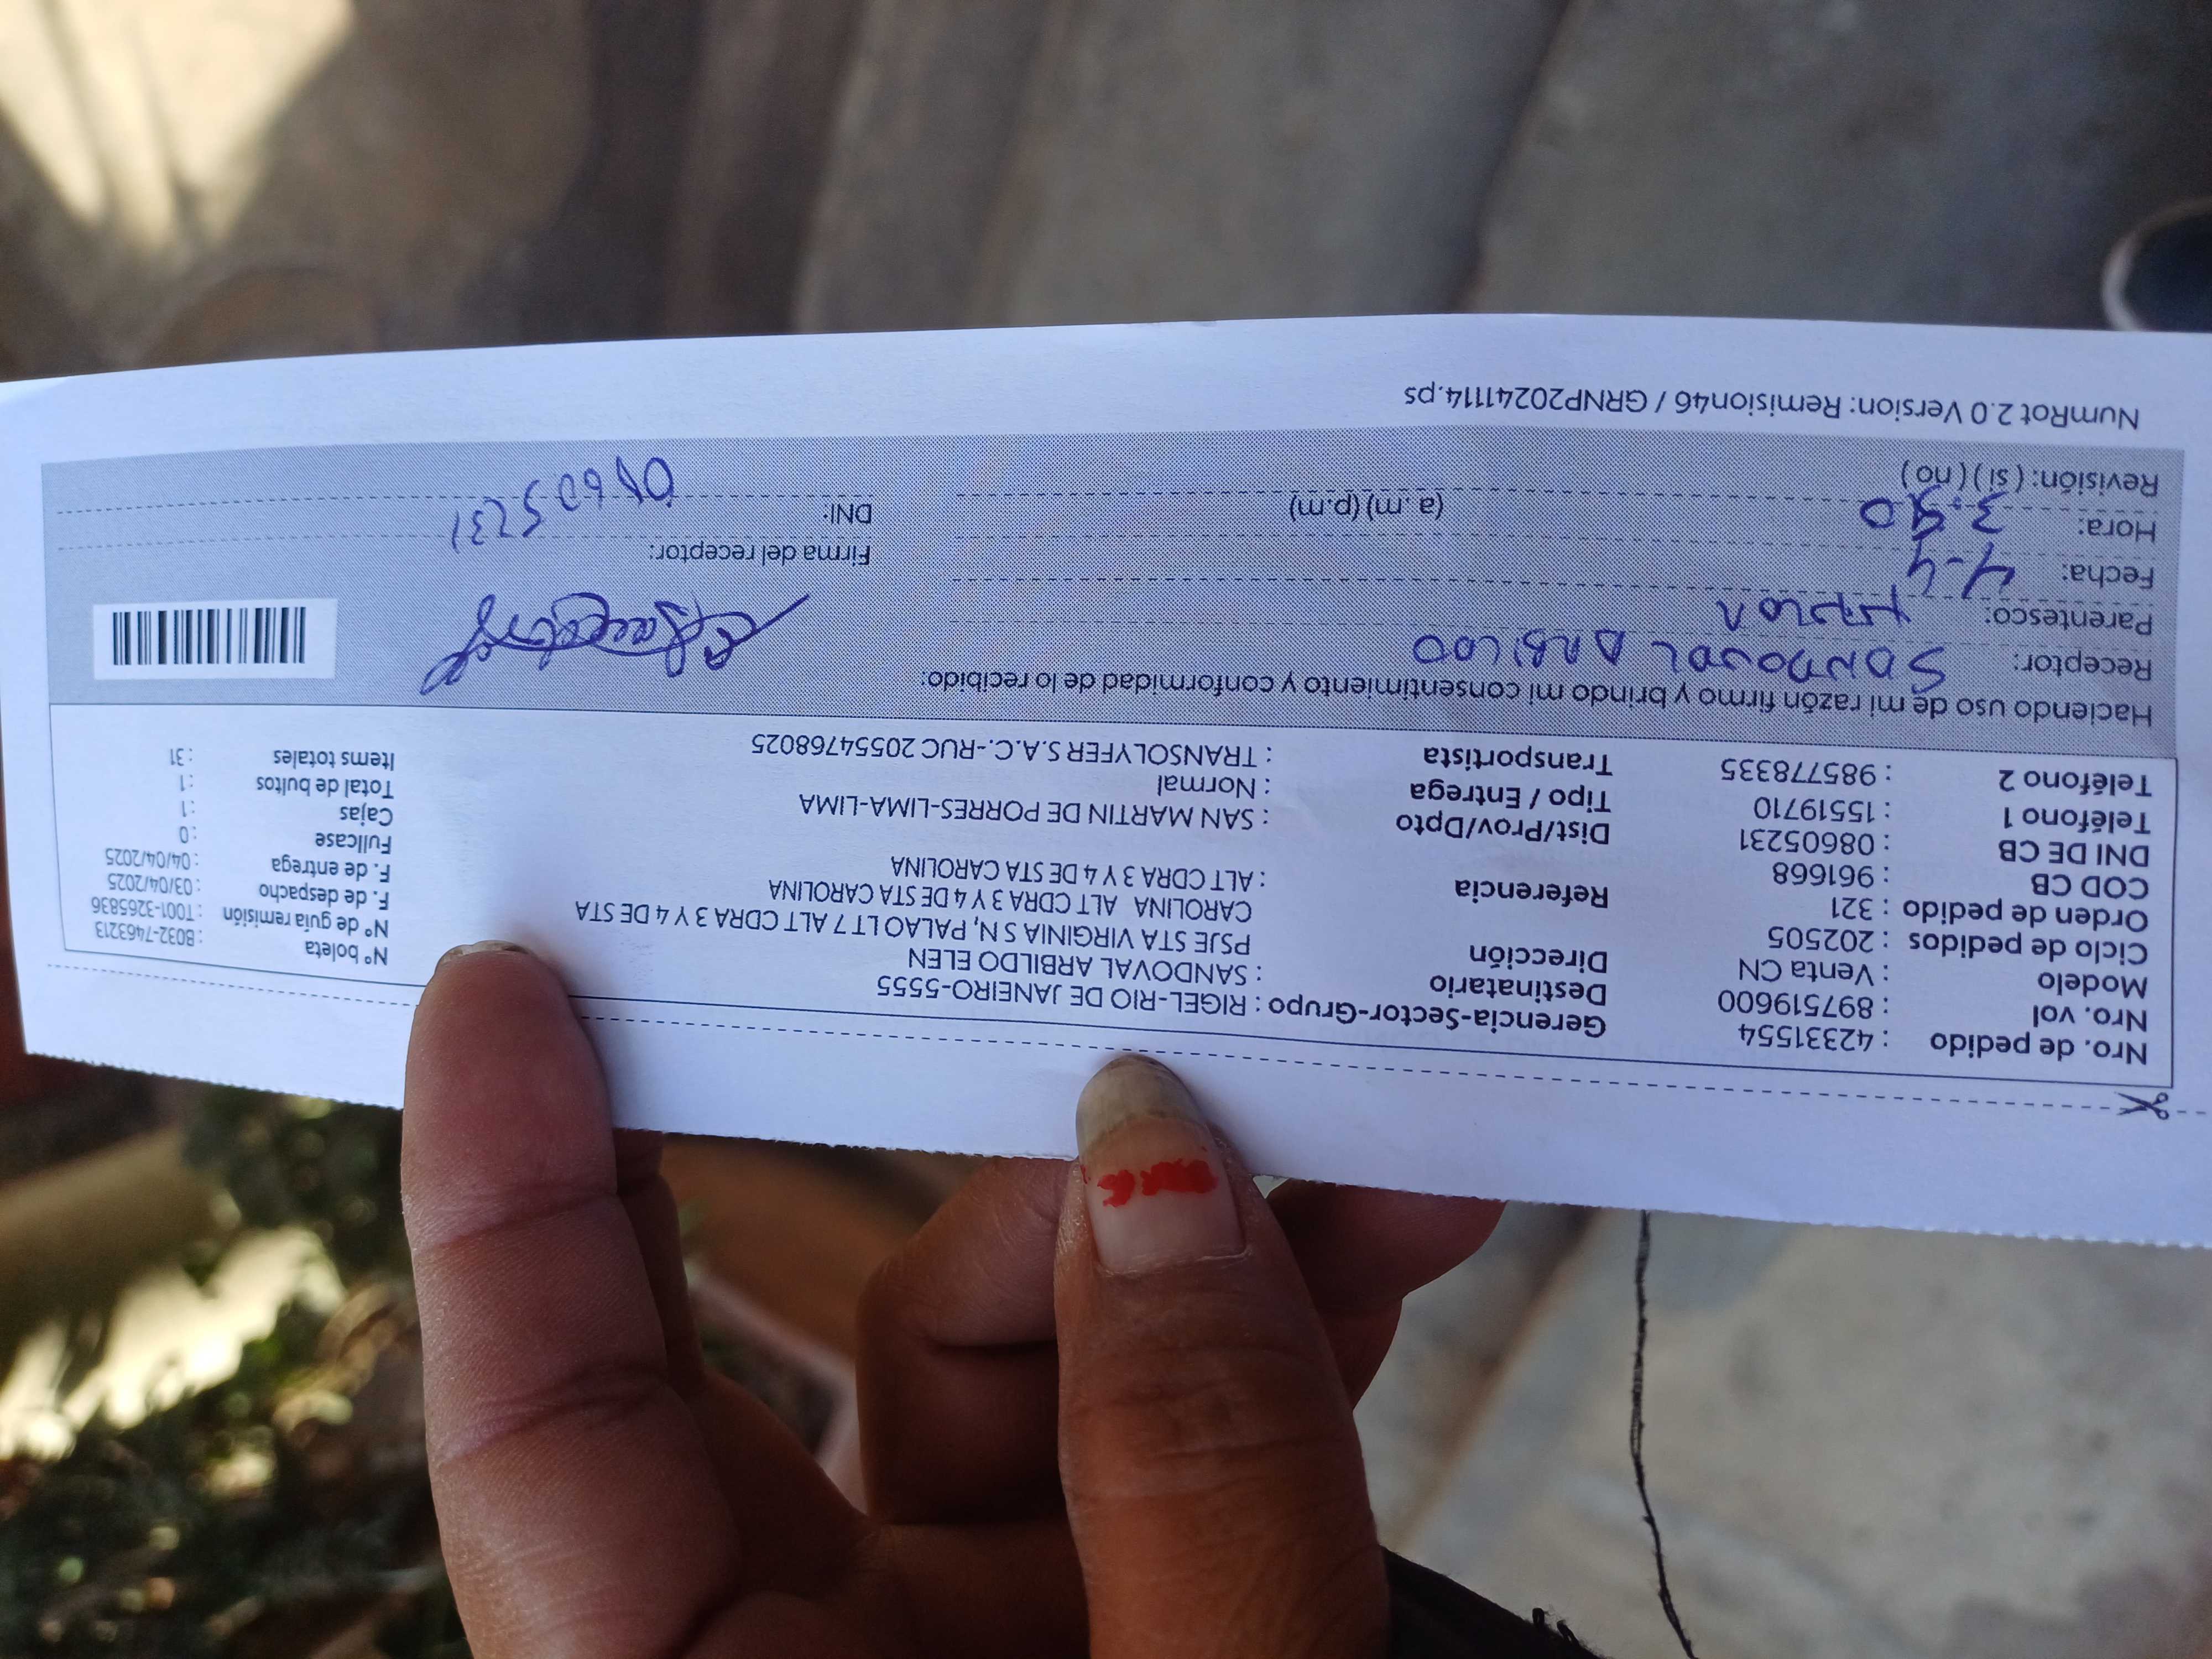 Nro. de pedido : 42331554
Nro. vol : 897519600
Modelo : Venta CN
Ciclo de pedidos : 202505
Orden de pedido : 321
COD CB : 961668
DNI DE CB : 08605231
Teléfono 1 : 15519710
Teléfono 2 : 985778335
Gerencia-Sector-Grupo : RIGEL-RIO DE JANEIRO-5555
Destinatario : SANDOVAL ARBILDO ELEN
Dirección PSJE STA VIRGINIA S N, PALAO LT 7 ALT CDRA 3 Y 4 DE STA
CAROLINA ALT CDRA 3 Y 4 DE STA CAROLINA
Referencia : ALT CDRA 3 Y 4 DE STA CAROLINA
Dist/Prov/Dpto : SAN MARTIN DE PORRES-LIMA-LIMA
Tipo / Entrega : Normal
Transportista : TRANSOLYFER S.A.C.-RUC 20554768025
N° boleta : B032-7463213
N° de guía remisión : T001-3265836
F. de despacho : 03/04/2025
F. de entrega : 04/04/2025
Fullcase : 0
Cajas : 1
Total de bultos : 1
Items totales : 31
Haciendo uso de mi razón firmo y brindo mi consentimiento y conformidad de lo recibido:
Receptor: SANDOVAL ARBILDO
Parentesco:
Fecha: 4-4
Hora: (a. m) (p.m)
Revisión: ( si ) ( no )
Firma del receptor:
DNI: 08605231
NumRot 2.0 Version: Remision46 / GRNP20241114.ps